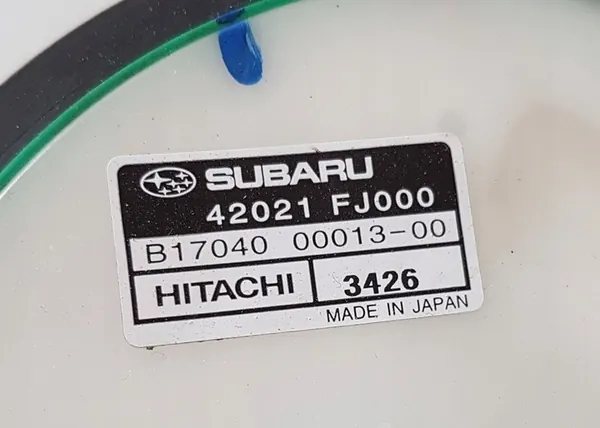 SUBARU
42021 FJ000
B17040 00013-00
HITACHI 3426
MADE IN JAPAN